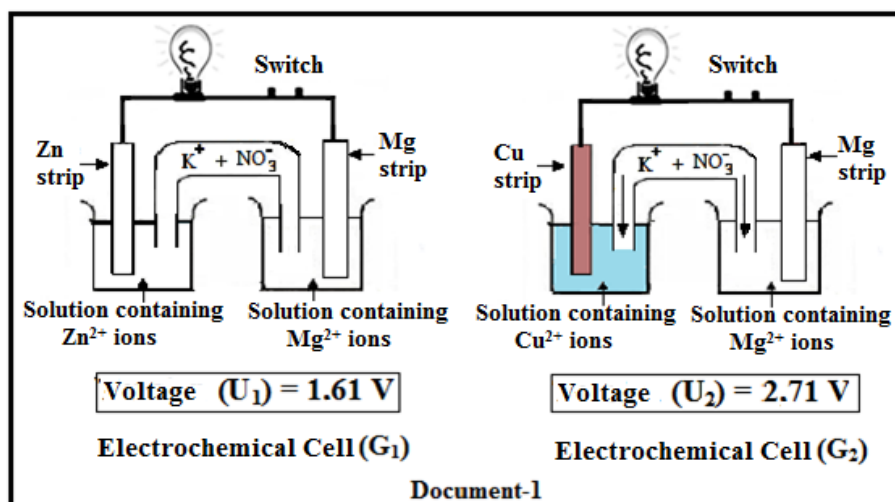 Switch
Zn
strip
K⁺ + NO₃⁻
Mg
strip
Solution containing
Zn²⁺ ions
Solution containing
Mg²⁺ ions
Voltage (U₁) = 1.61 V
Electrochemical Cell (G₁)
Switch
Cu
strip
K⁺ + NO₃⁻
Mg
strip
Solution containing
Cu²⁺ ions
Solution containing
Mg²⁺ ions
Voltage (U₂) = 2.71 V
Electrochemical Cell (G₂)
Document-1